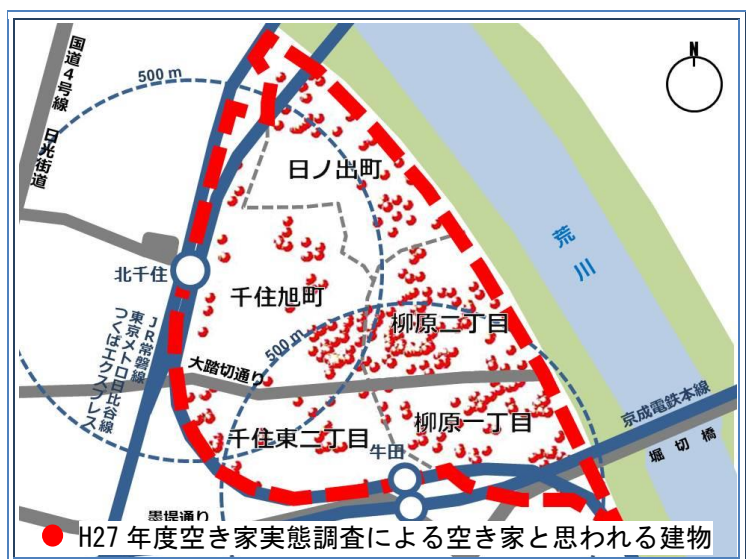 国道4号線 日光街道
500 m
N
日ノ出町
荒川
北千住
千住旭町
500 m
柳原二丁目
JR常磐線
東京メトロ日比谷線
つくばエクスプレス
大踏切通り
柳原一丁目
京成電鉄本線
千住東二丁目
牛田
堀切橋
墨堤通り
● H27年度空き家実態調査による空き家と思われる建物